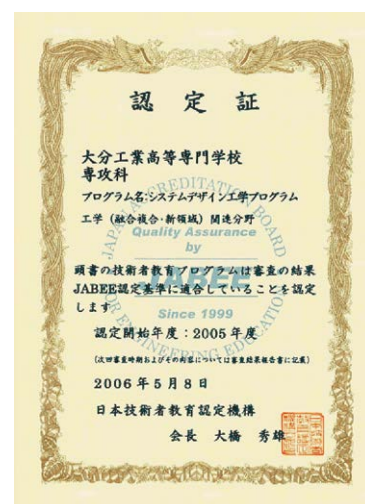 認定証
大分工業高等専門学校
専攻科
プログラム名:システムデザイン工学プログラム
工学(融合複合・新領域)関連分野
JAPAN ACCREDITATION BOARD
FOR ENGINEERING EDUCATION
Quality Assurance
by
JABEE
Since 1999
頭書の技術者教育プログラムは審査の結果
JABEE認定基準に適合していることを認定
します
認定開始年度:2005年度
(次回審査時期およびその内容については審査結果報告書に記載)
2006年5月8日
日本技術者教育認定機構
会長 大橋 秀雄